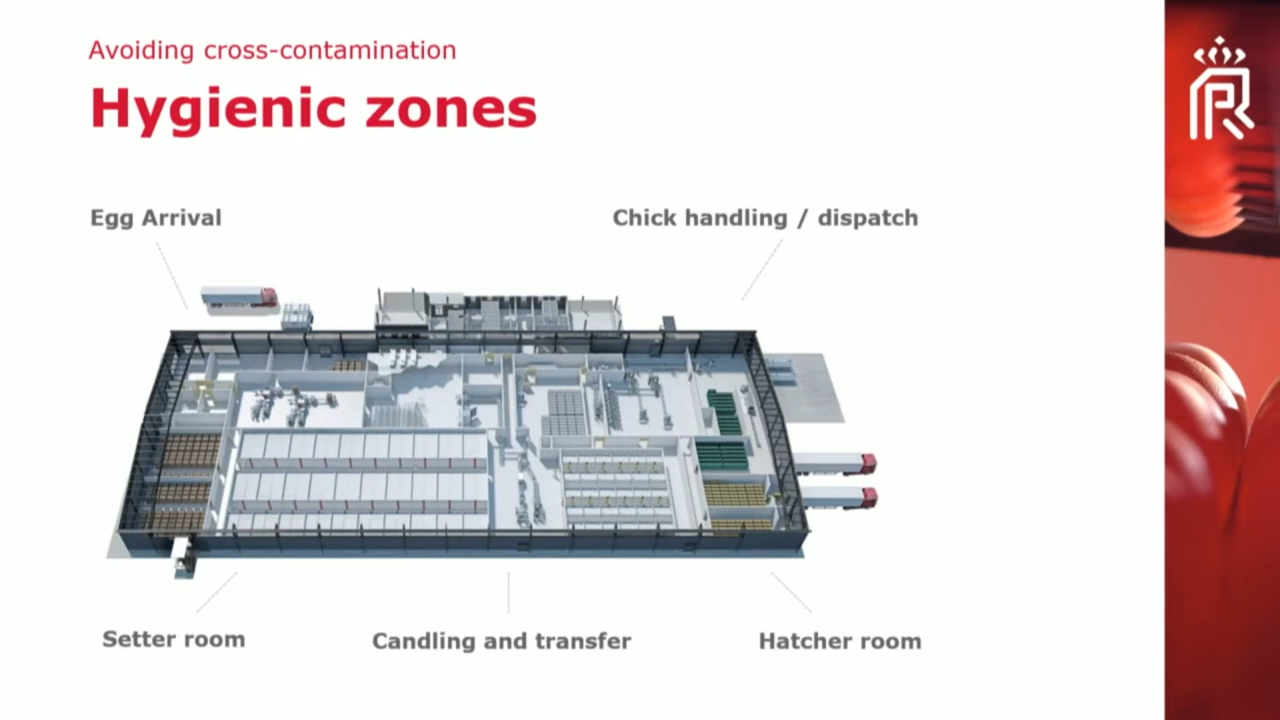 Avoiding cross-contamination
Hygienic zones
Egg Arrival
Chick handling / dispatch
Setter room
Candling and transfer
Hatcher room